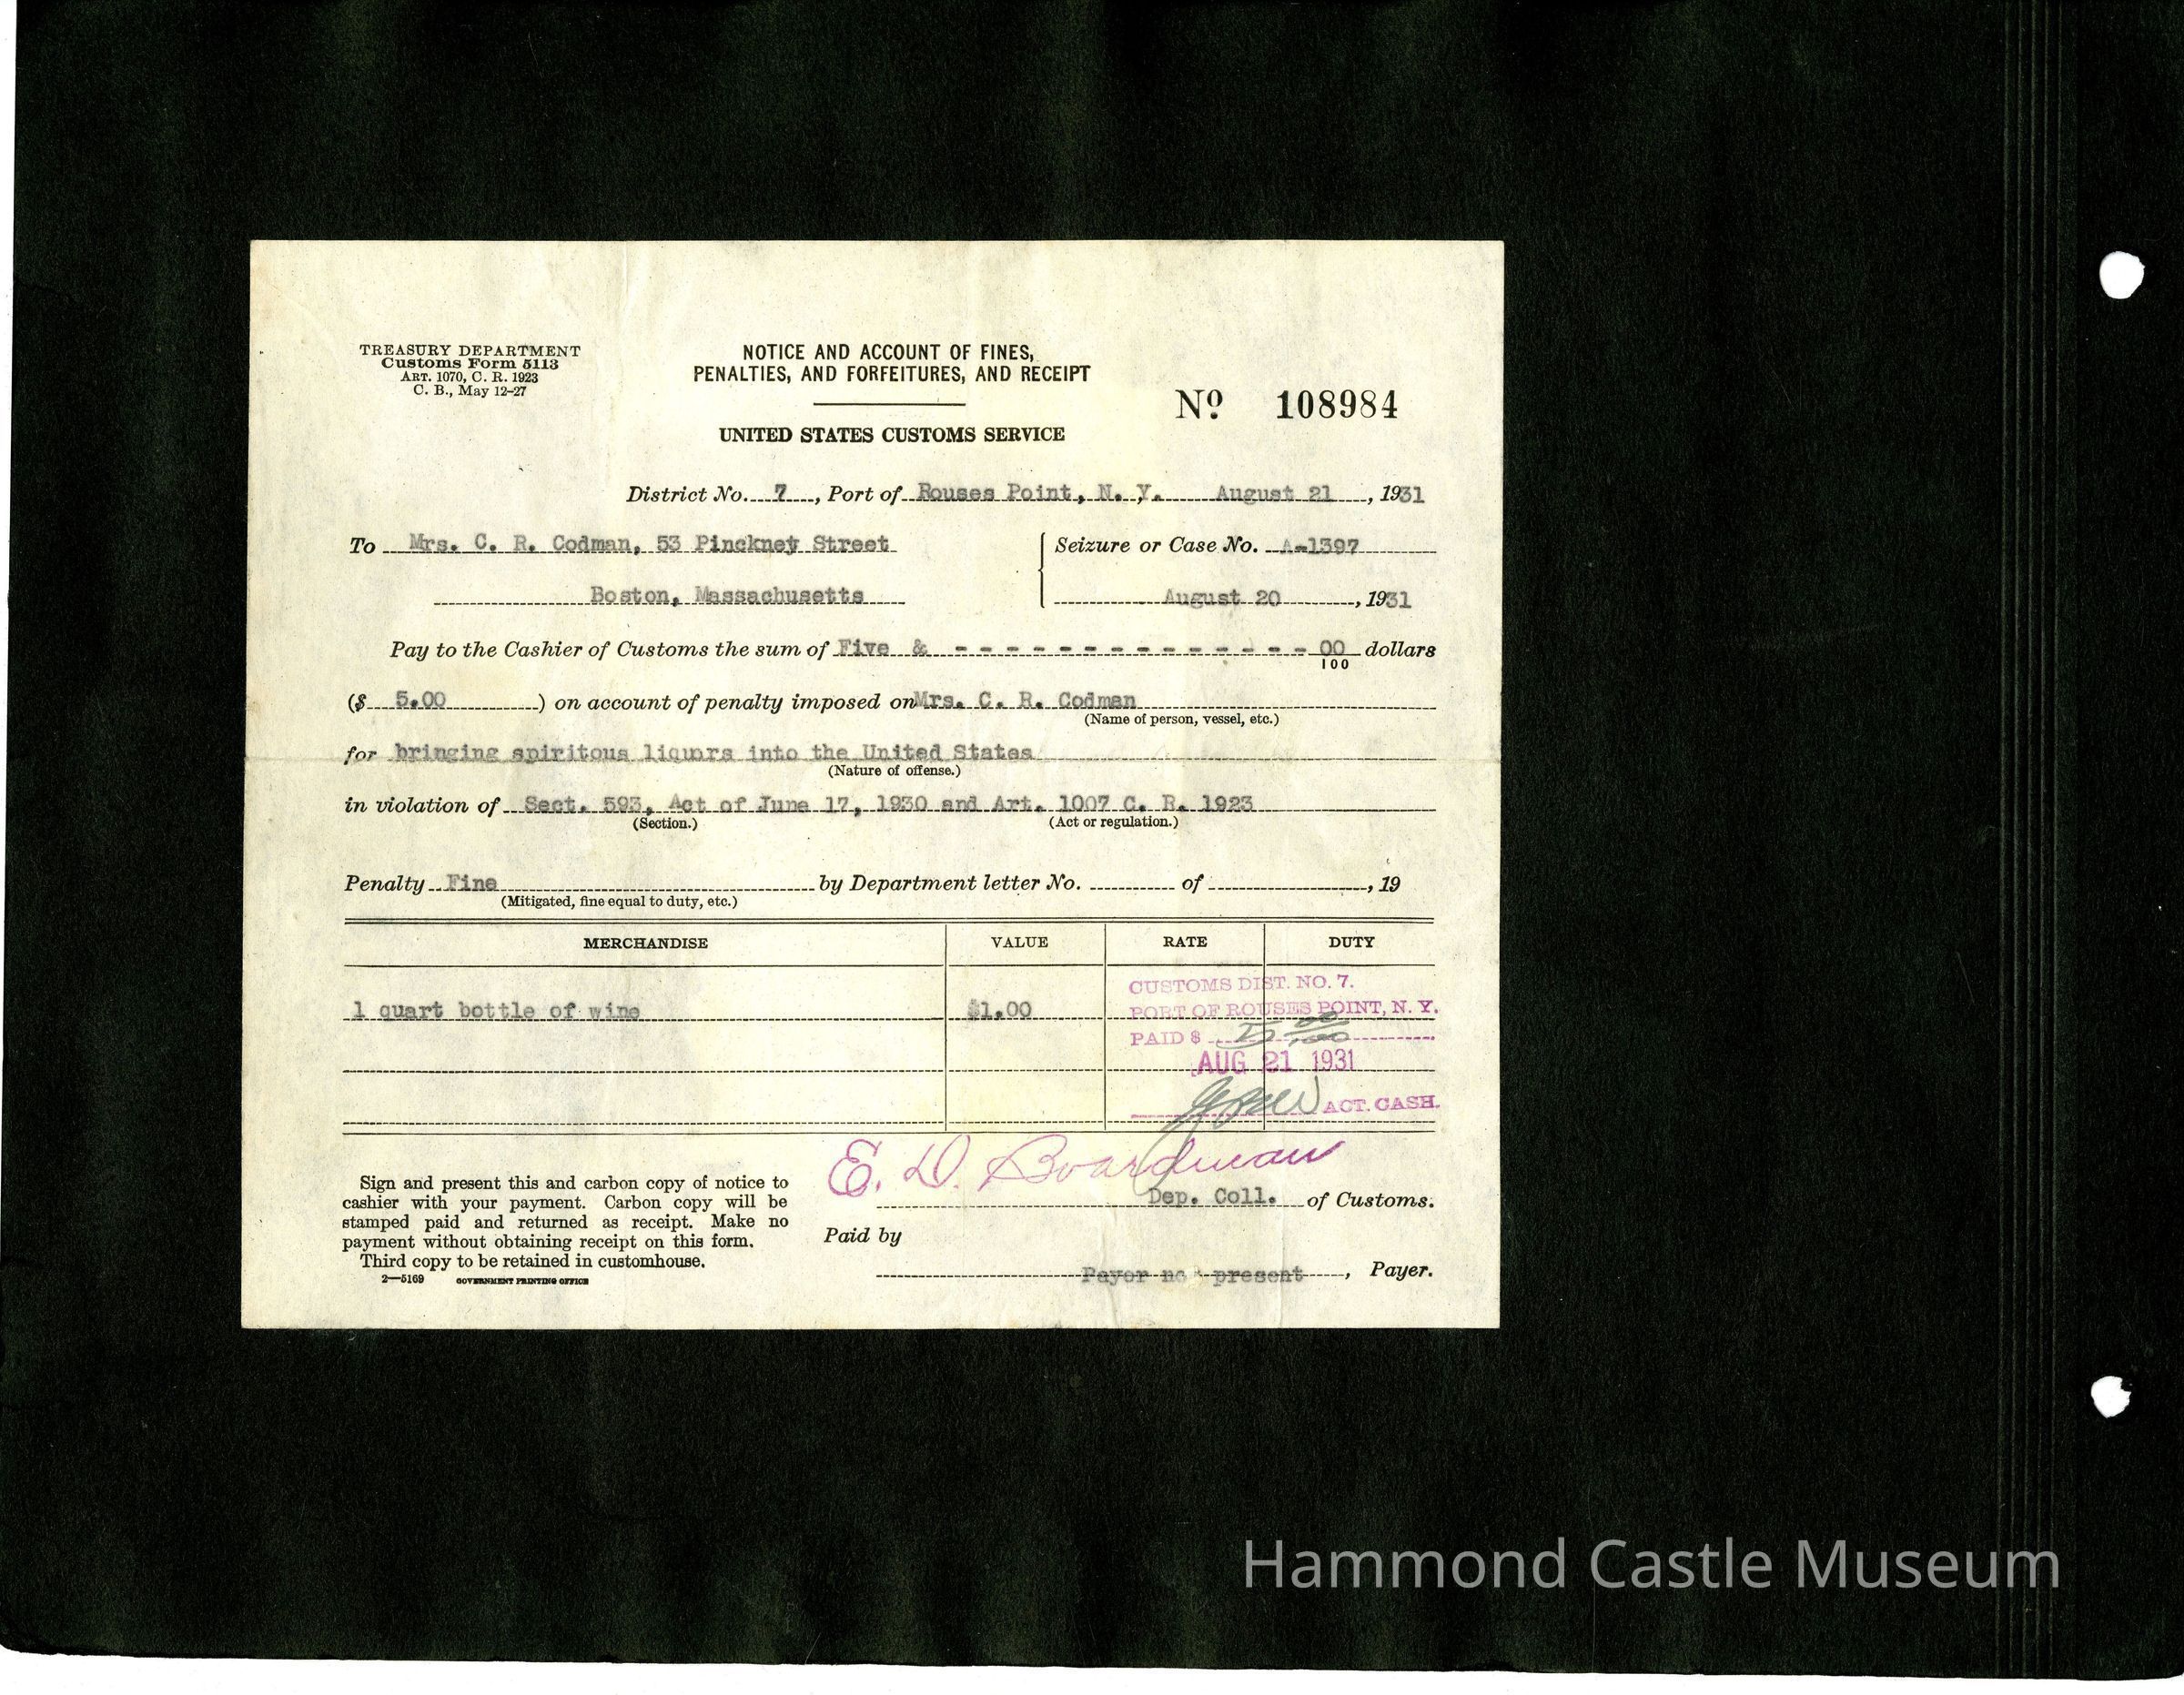 TREASURY DEPARTMENT
Customs Form 5113
ART. 1070, C. R. 1923
C. B., May 12-27
NOTICE AND ACCOUNT OF FINES,
PENALTIES, AND FORFEITURES, AND RECEIPT
UNITED STATES CUSTOMS SERVICE
Nº 108984
District No. 7, Port of Rouses Point, N. Y. August 21, 1931
To Mrs. C. R. Codman, 53 Pinckney Street
Boston, Massachusetts
Seizure or Case No. A-1397
August 20, 1931
Pay to the Cashier of Customs the sum of Five & - - - - - - - - - - - - - - 00/100 dollars
($ 5.00 ) on account of penalty imposed on Mrs. C. R. Codman
(Name of person, vessel, etc.)
for bringing spiritous liquors into the United States
(Nature of offense.)
in violation of Sect. 593, Act of June 17, 1930 and Art. 1007 C. R. 1923
(Section.) (Act or regulation.)
Penalty Fine by Department letter No. of , 19
(Mitigated, fine equal to duty, etc.)
MERCHANDISE VALUE RATE DUTY
1 quart bottle of wine $1.00
CUSTOMS DIST. NO. 7.
PORT OF ROUSES POINT, N. Y.
PAID $ 5 00/100
AUG 21 1931
ACT. CASH.
E. D. Boardman
Dep. Coll. of Customs.
Sign and present this and carbon copy of notice to
cashier with your payment. Carbon copy will be
stamped paid and returned as receipt. Make no
payment without obtaining receipt on this form.
Third copy to be retained in customhouse.
2—5169 GOVERNMENT PRINTING OFFICE
Paid by
Payor no present, Payer.
Hammond Castle Museum